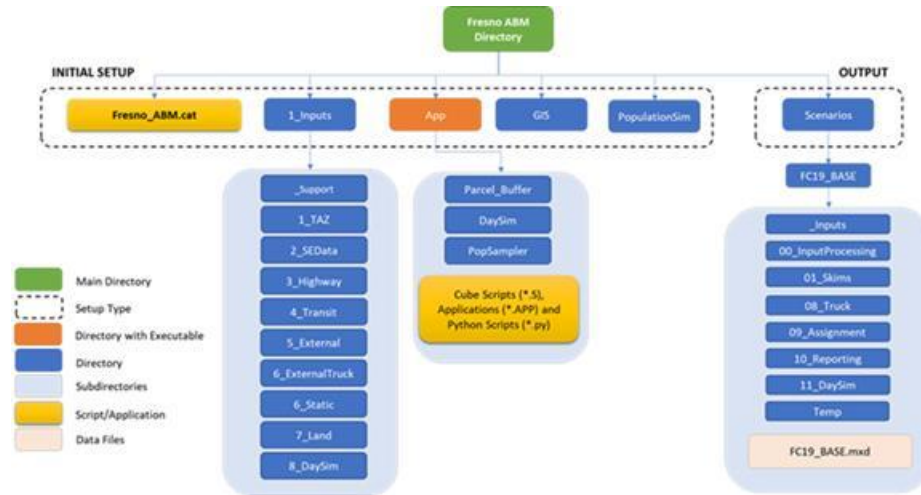 Fresno ABM
Directory
INITIAL SETUP
OUTPUT
Fresno_ABM.cat
1_Inputs
App
GIS
PopulationSim
Scenarios
FC19_BASE
_Support
1_TAZ
2_SEData
3_Highway
4_Transit
5_External
6_ExternalTruck
6_Static
7_Land
8_DaySim
Parcel_Buffer
DaySim
PopSampler
Cube Scripts (*.S),
Applications (*.APP) and
Python Scripts (*.py)
_Inputs
00_InputProcessing
01_Skims
08_Truck
09_Assignment
10_Reporting
11_DaySim
Temp
FC19_BASE.mxd
Main Directory
Setup Type
Directory with Executable
Directory
Subdirectories
Script/Application
Data Files